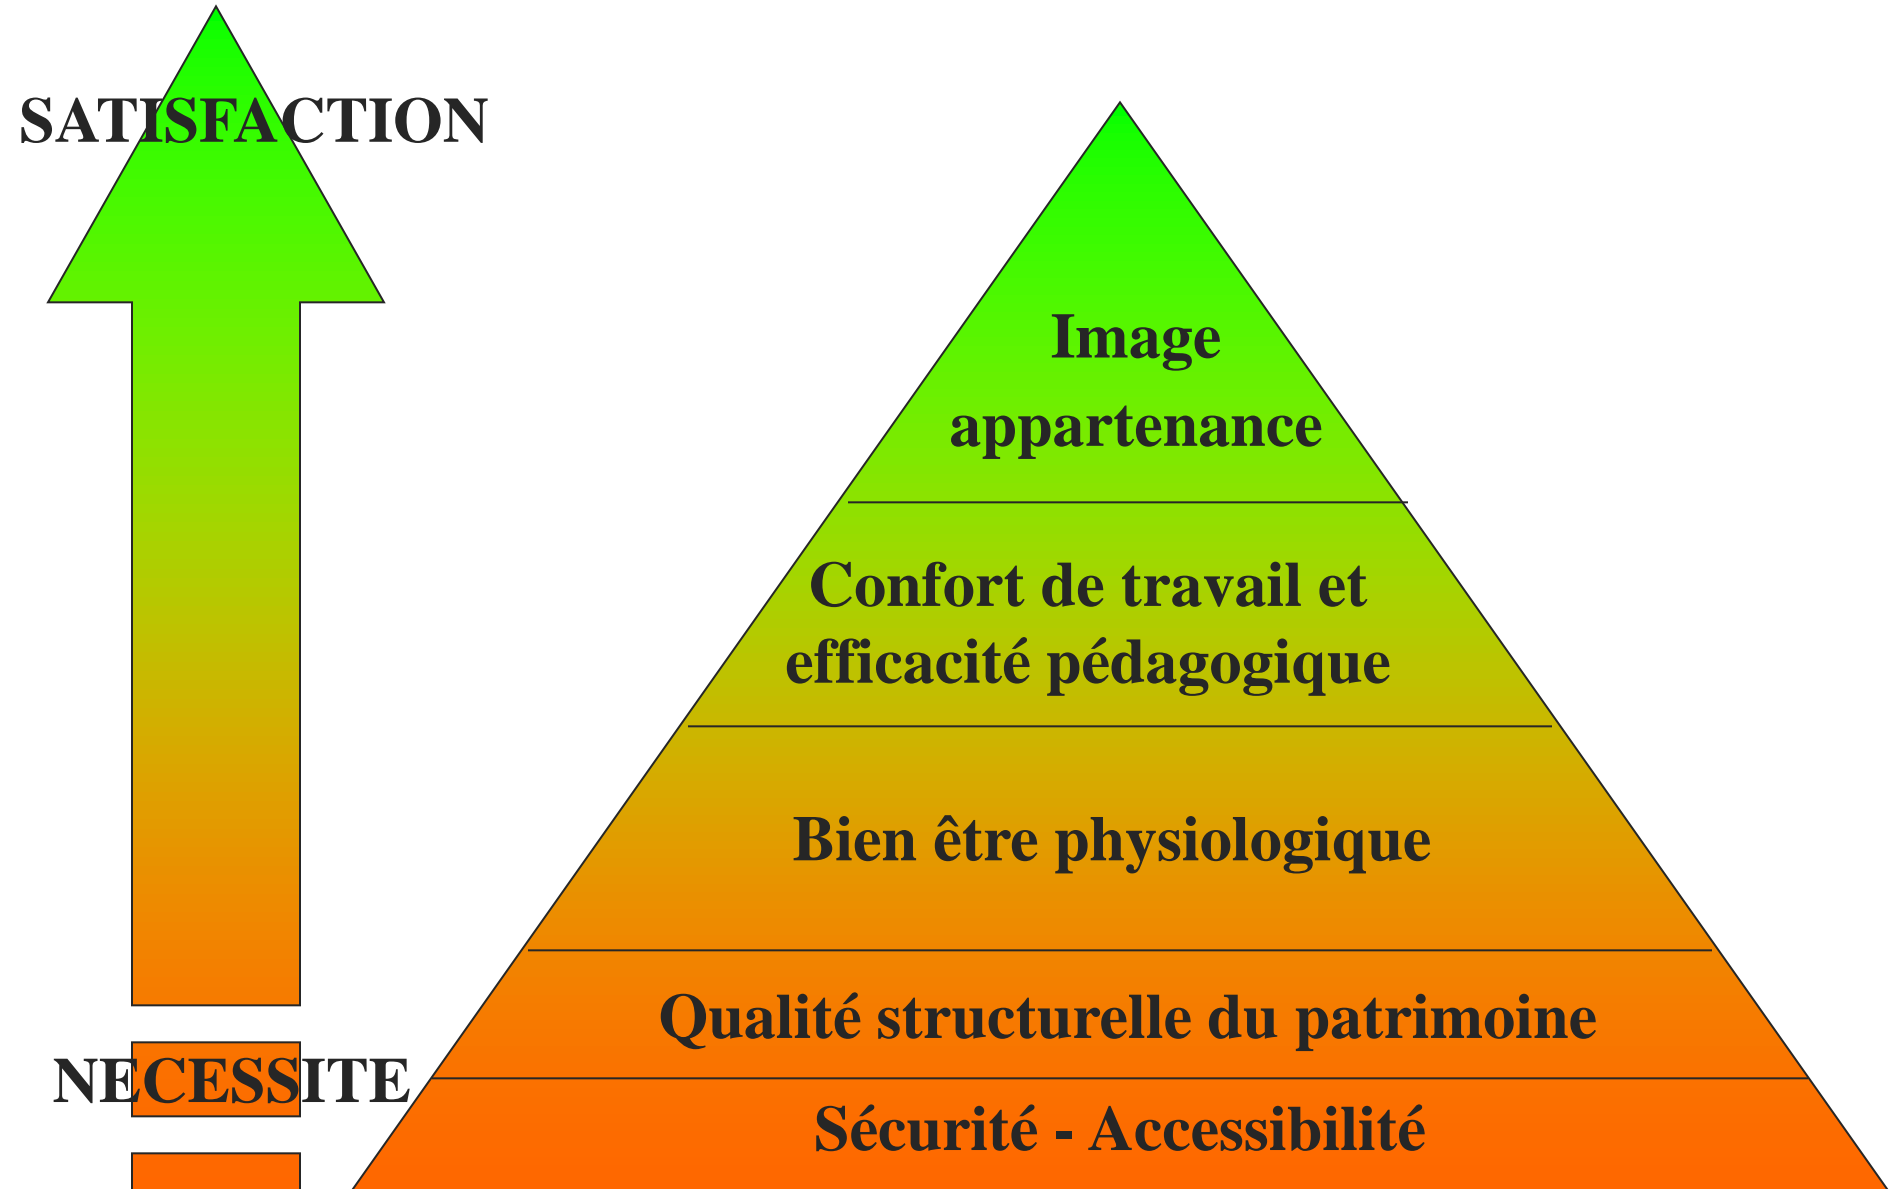 SATISFACTION
Image
appartenance
Confort de travail et
efficacité pédagogique
Bien être physiologique
Qualité structurelle du patrimoine
NECESSITE
Sécurité - Accessibilité